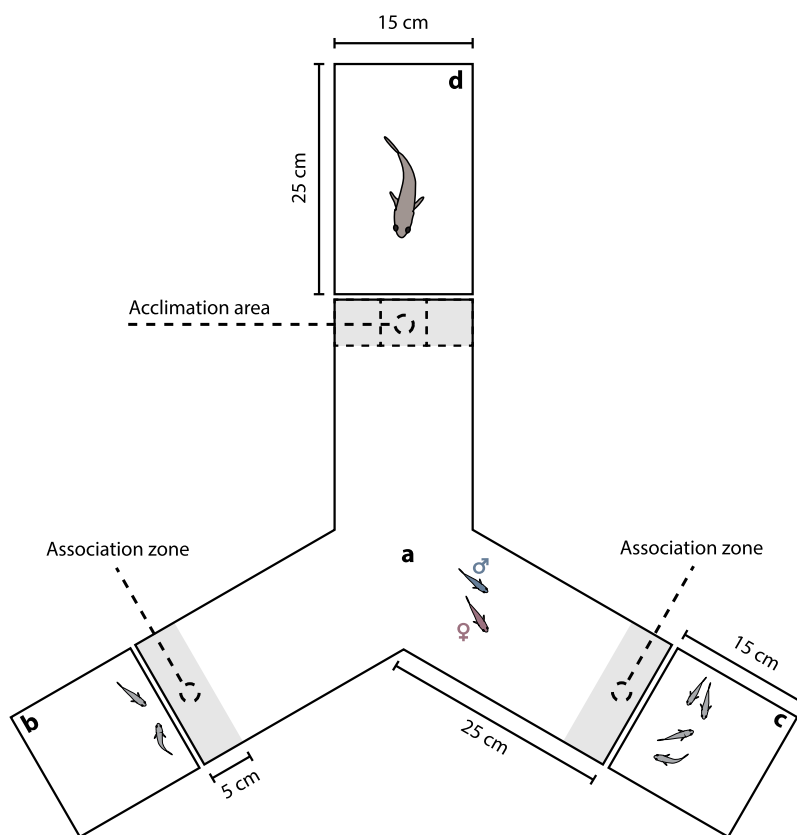 15 cm
d
25 cm
Acclimation area
Association zone
a
♂
Association zone
♀
15 cm
b
c
25 cm
5 cm